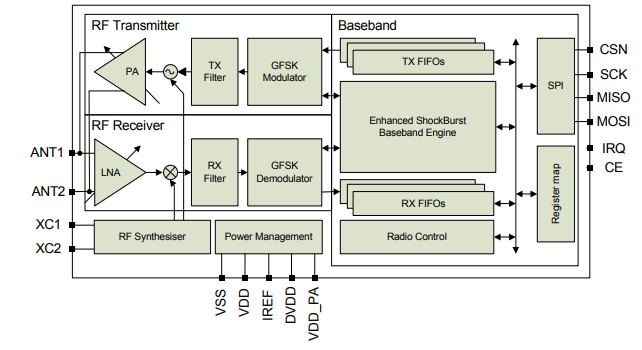 RF Transmitter
Baseband
PA
TX
Filter
GFSK
Modulator
TX FIFOs
SPI
CSN
SCK
MISO
MOSI
Enhanced ShockBurst
Baseband Engine
RF Receiver
ANT1
ANT2
LNA
RX
Filter
GFSK
Demodulator
RX FIFOs
Register map
IRQ
CE
XC1
XC2
RF Synthesiser
Power Management
Radio Control
VSS
VDD
IREF
DVDD
VDD_PA